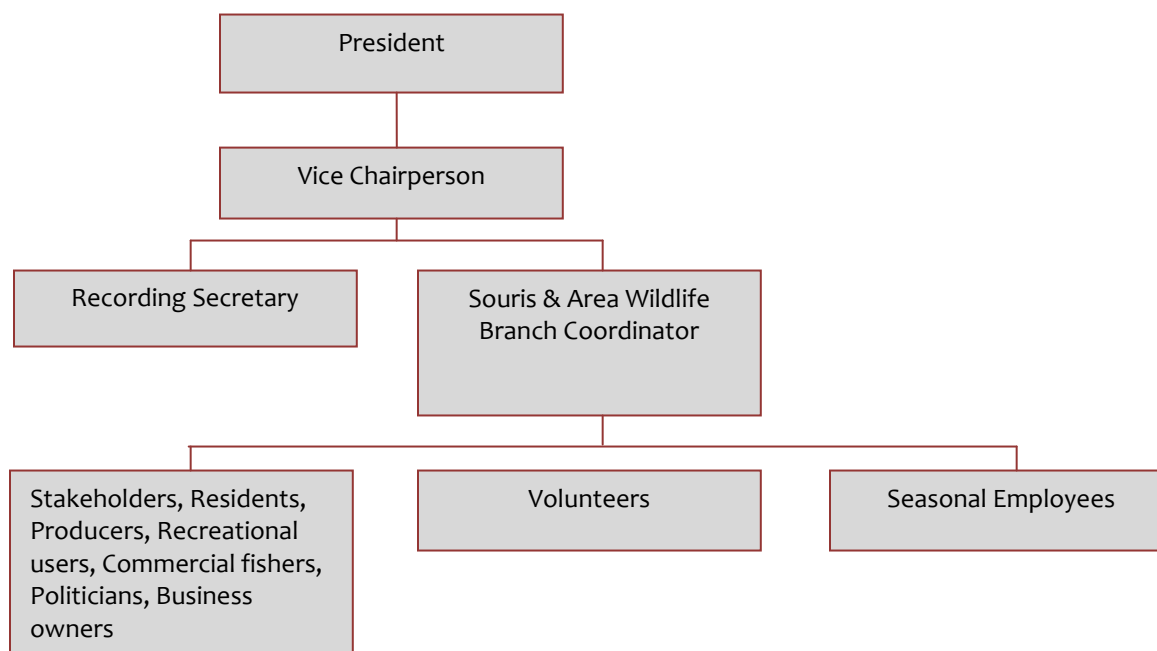 President
Vice Chairperson
Recording Secretary
Souris & Area Wildlife
Branch Coordinator
Stakeholders, Residents,
Producers, Recreational
users, Commercial fishers,
Politicians, Business
owners
Volunteers
Seasonal Employees